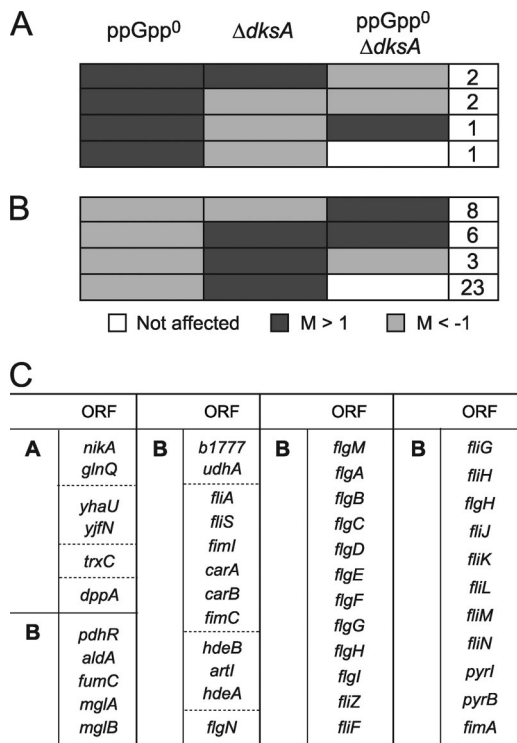 A
ppGpp⁰
ΔdksA
ppGpp⁰
ΔdksA
2
2
1
1
B
8
6
3
23
Not affected
M > 1
M < -1
C
ORF
ORF
ORF
ORF
A
nikA
glnQ
yhaU
yjfN
trxC
dppA
B
pdhR
aldA
fumC
mglA
mglB
B
b1777
udhA
fliA
fliS
fimI
carA
carB
fimC
hdeB
artI
hdeA
flgN
B
flgM
flgA
flgB
flgC
flgD
flgE
flgF
flgG
flgH
flgI
fliZ
fliF
B
fliG
fliH
flgH
fliJ
fliK
fliL
fliM
fliN
pyrI
pyrB
fimA